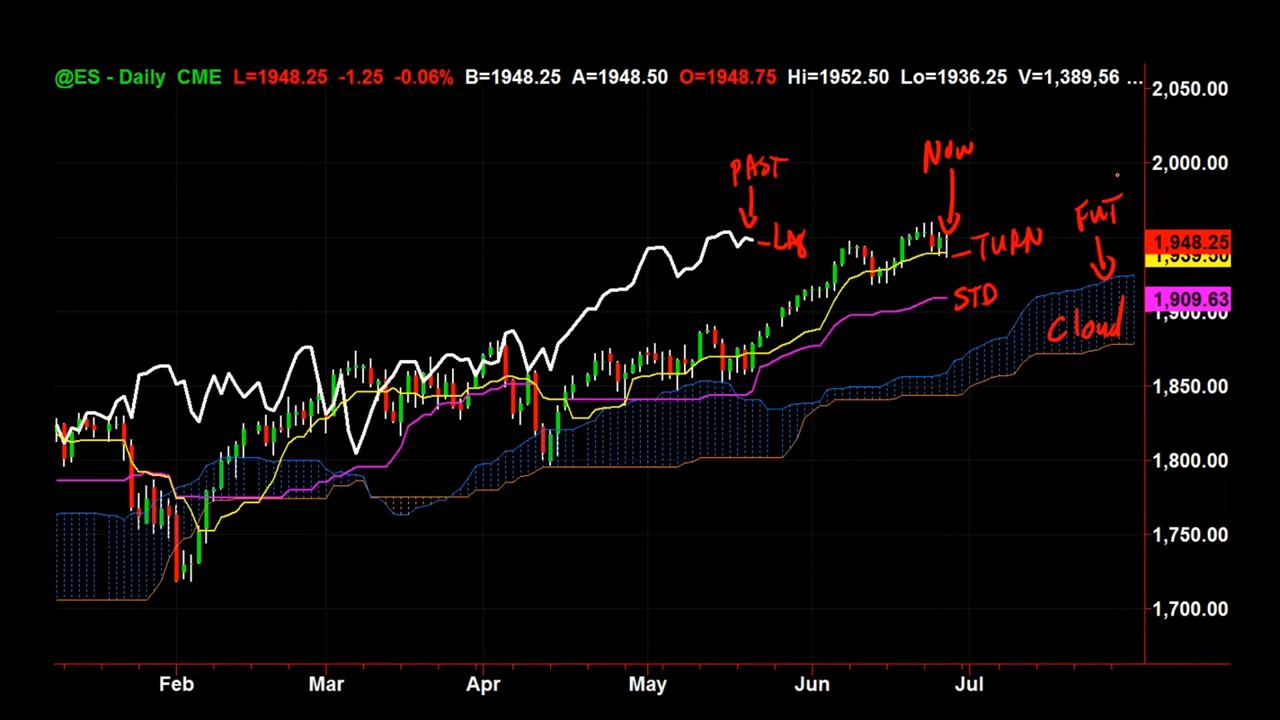 @ES - Daily CME L=1948.25 -1.25 -0.06% B=1948.25 A=1948.50 O=1948.75 Hi=1952.50 Lo=1936.25 V=1,389,56 ...
2,050.00
2,000.00
NOW
PAST
FUT
LAG
TURN
1,948.25
1,939.50
STD
1,909.63
1,900.00
Cloud
1,850.00
1,800.00
1,750.00
1,700.00
Feb Mar Apr May Jun Jul